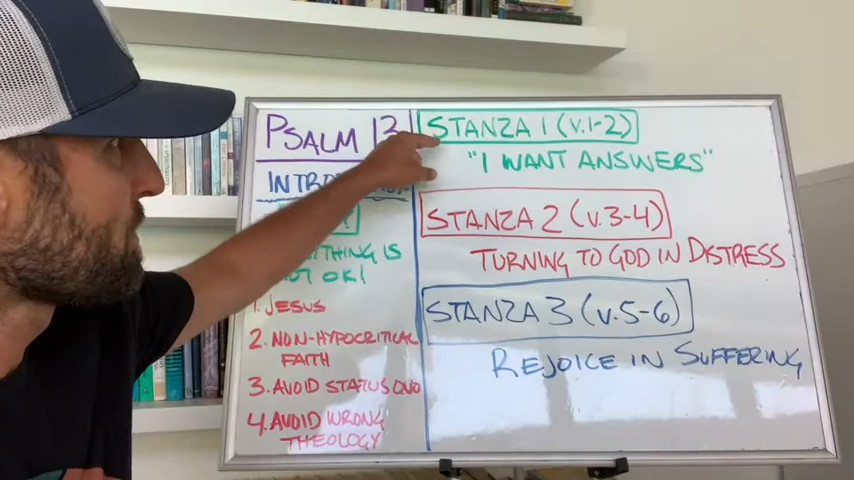 PSALM 13
INTRO
THING IS
NOT OK!
1. JESUS
2. NON-HYPOCRITICAL
FAITH
3. AVOID STATUS QUO
4. AVOID WRONG
THEOLOGY
STANZA 1 (v.1-2)
"I WANT ANSWERS"
STANZA 2 (v.3-4)
TURNING TO GOD IN DISTRESS
STANZA 3 (v.5-6)
REJOICE IN SUFFERING